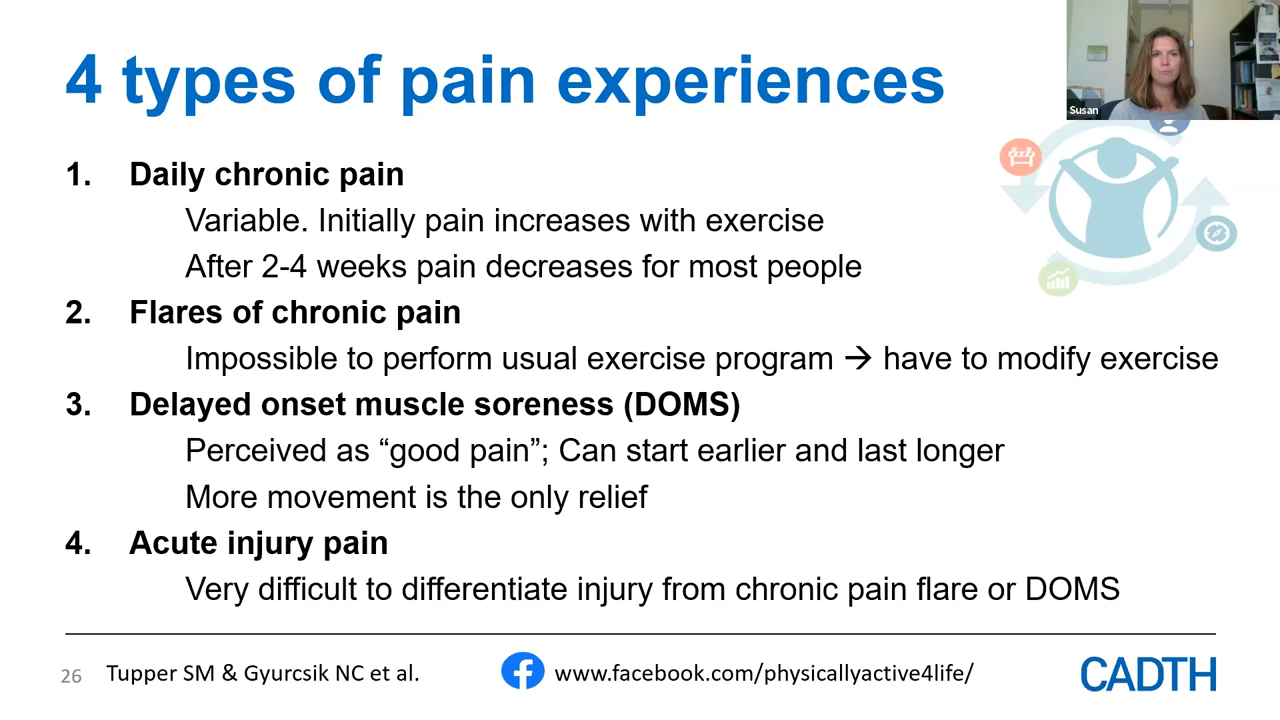 4 types of pain experiences
Susan
1. Daily chronic pain
Variable. Initially pain increases with exercise
After 2-4 weeks pain decreases for most people
2. Flares of chronic pain
Impossible to perform usual exercise program → have to modify exercise
3. Delayed onset muscle soreness (DOMS)
Perceived as “good pain”; Can start earlier and last longer
More movement is the only relief
4. Acute injury pain
Very difficult to differentiate injury from chronic pain flare or DOMS
26 Tupper SM & Gyurcsik NC et al. www.facebook.com/physicallyactive4life/ CADTH